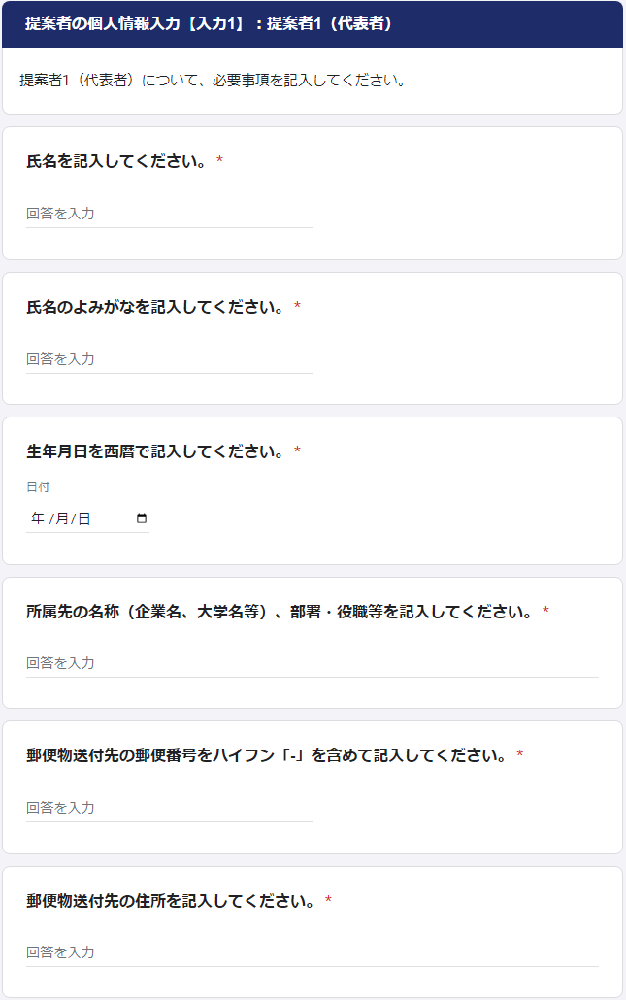 提案者の個人情報入力【入力1】：提案者1（代表者）
提案者1（代表者）について、必要事項を記入してください。
氏名を記入してください。 *
回答を入力
氏名のよみがなを記入してください。 *
回答を入力
生年月日を西暦で記入してください。 *
日付
年 /月/日
所属先の名称（企業名、大学名等）、部署・役職等を記入してください。 *
回答を入力
郵便物送付先の郵便番号をハイフン「-」を含めて記入してください。 *
回答を入力
郵便物送付先の住所を記入してください。 *
回答を入力